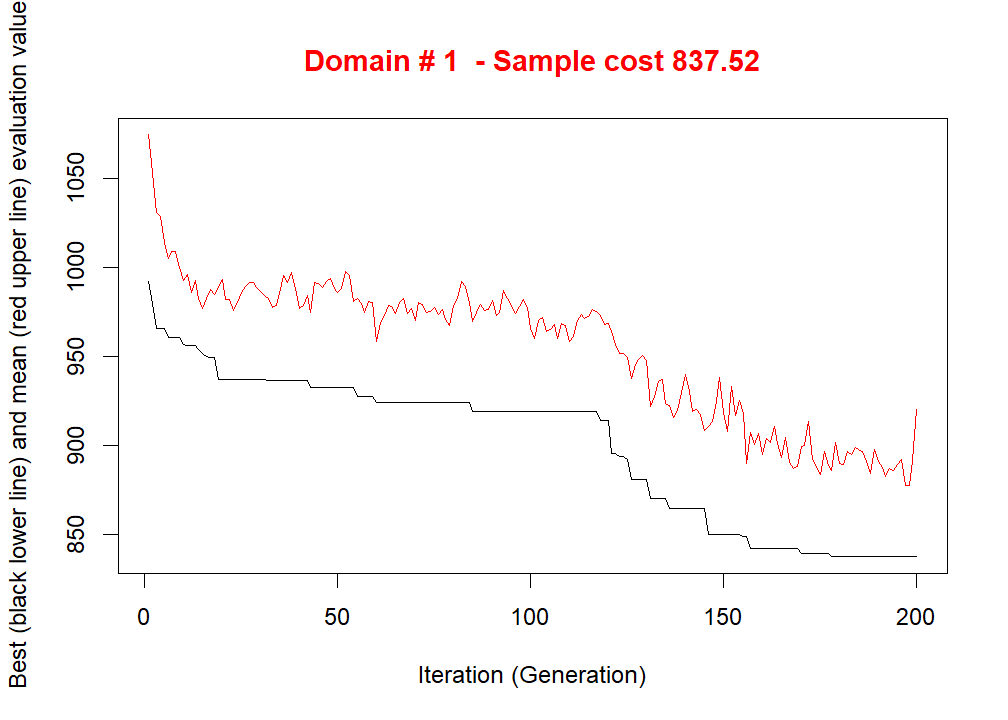 Domain # 1  - Sample cost 837.52
Best (black lower line) and mean (red upper line) evaluation value
1050
1000
950
900
850
0 50 100 150 200
Iteration (Generation)